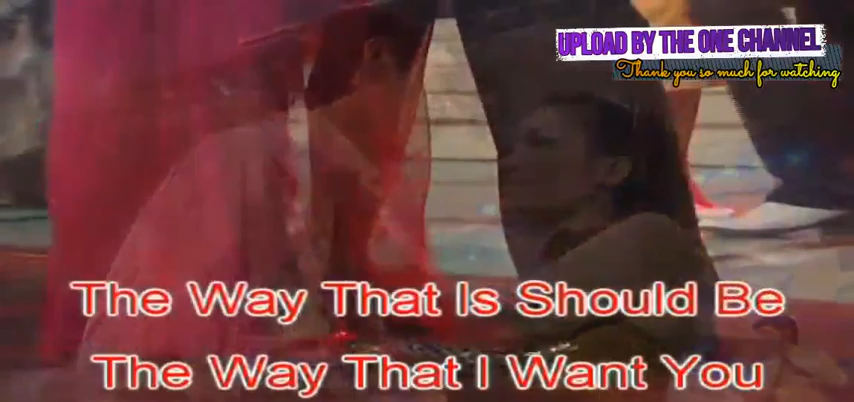 UPLOAD BY THE ONE CHANNEL
Thank you so much for watching
The Way That Is Should Be
The Way That I Want You